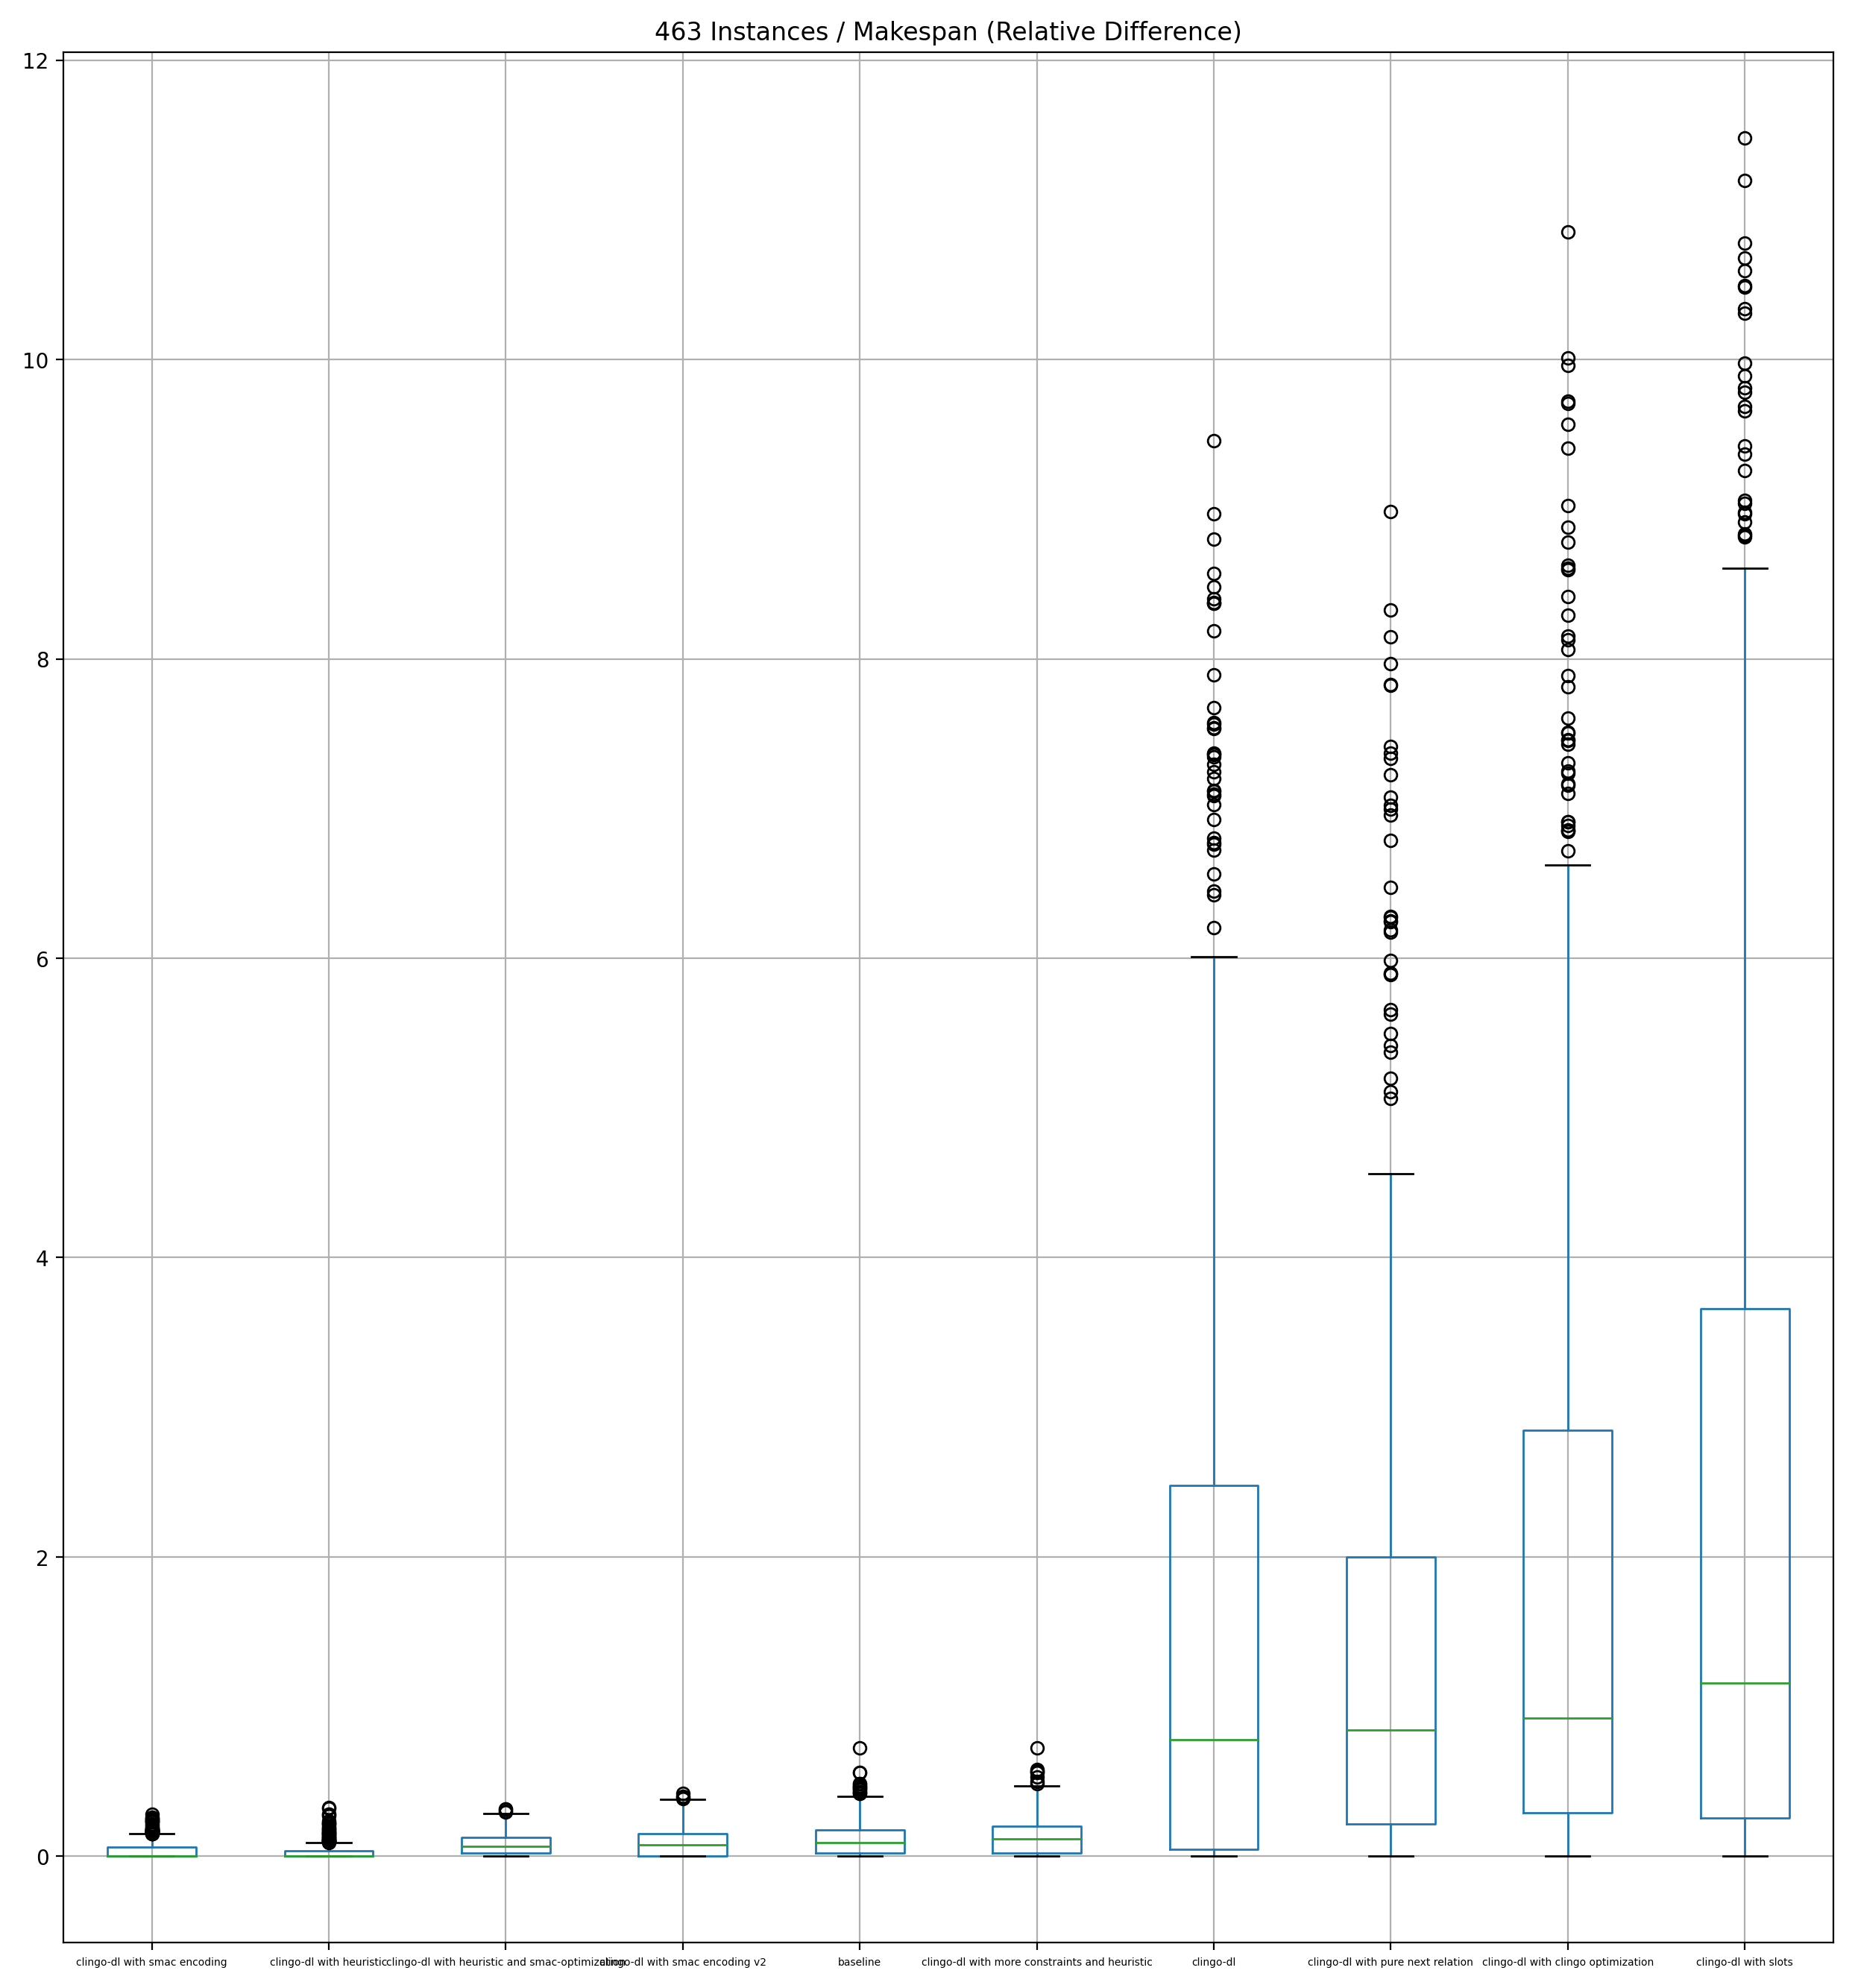 463 Instances / Makespan (Relative Difference)
12
10
8
6
4
2
0
clingo-dl with smac encoding
clingo-dl with heuristic
clingo-dl with heuristic and smac-optimization
clingo-dl with smac encoding v2
baseline
clingo-dl with more constraints and heuristic
clingo-dl
clingo-dl with pure next relation
clingo-dl with clingo optimization
clingo-dl with slots